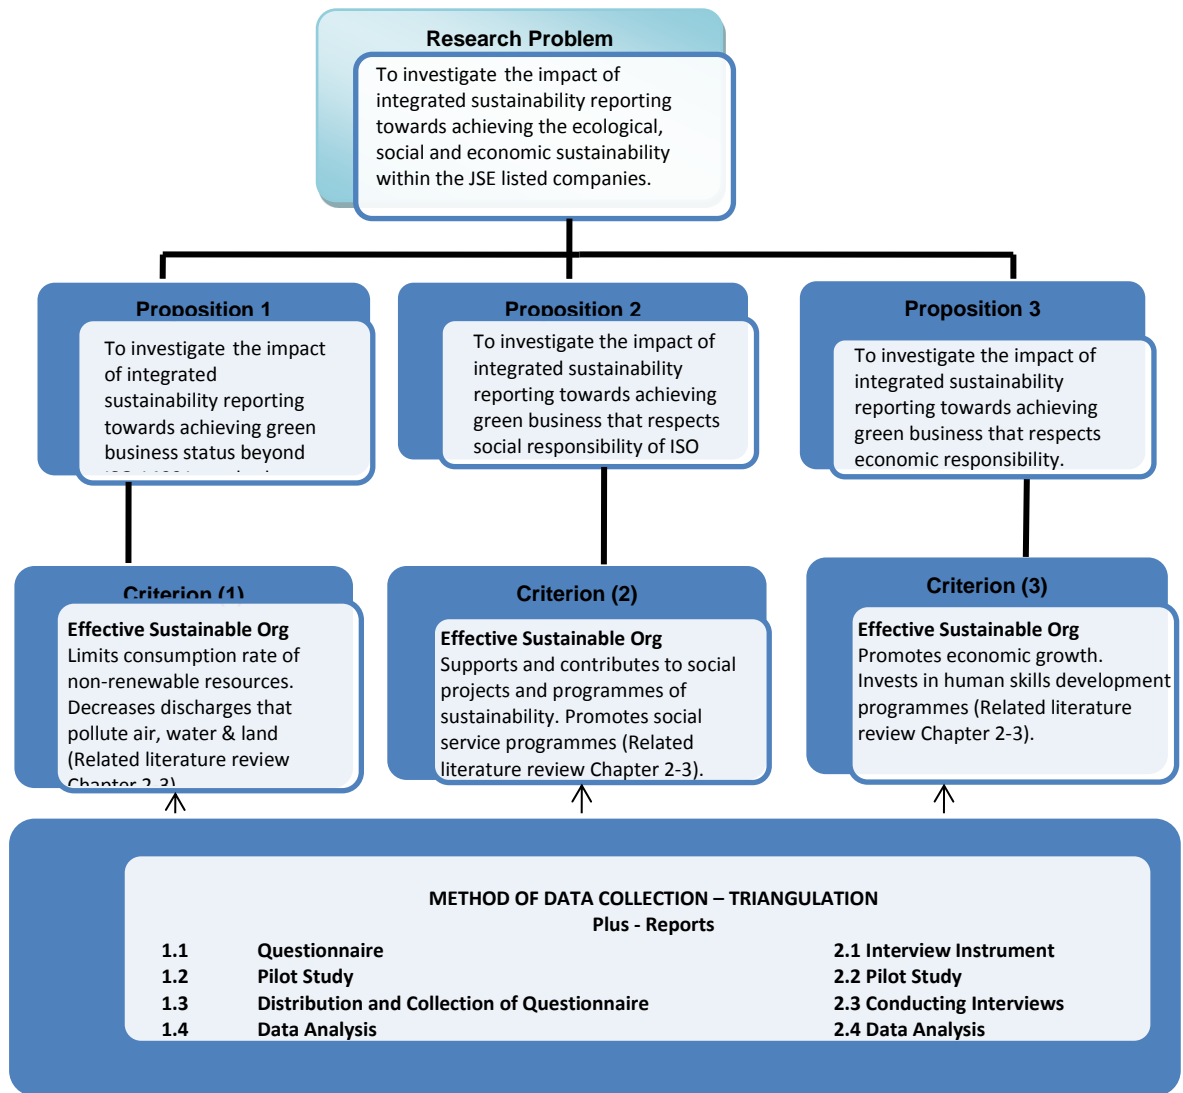 Research Problem
To investigate the impact of
integrated sustainability reporting
towards achieving the ecological,
social and economic sustainability
within the JSE listed companies.
Proposition 1
To investigate the impact
of integrated
sustainability reporting
towards achieving green
business status beyond
Proposition 2
To investigate the impact of
integrated sustainability
reporting towards achieving
green business that respects
social responsibility of ISO
Proposition 3
To investigate the impact of
integrated sustainability
reporting towards achieving
green business that respects
economic responsibility.
Criterion (1)
Effective Sustainable Org
Limits consumption rate of
non-renewable resources.
Decreases discharges that
pollute air, water & land
(Related literature review
Chapter 2-3)
Criterion (2)
Effective Sustainable Org
Supports and contributes to social
projects and programmes of
sustainability. Promotes social
service programmes (Related
literature review Chapter 2-3).
Criterion (3)
Effective Sustainable Org
Promotes economic growth.
Invests in human skills development
programmes (Related literature
review Chapter 2-3).
METHOD OF DATA COLLECTION – TRIANGULATION
Plus - Reports
1.1 Questionnaire
1.2 Pilot Study
1.3 Distribution and Collection of Questionnaire
1.4 Data Analysis
2.1 Interview Instrument
2.2 Pilot Study
2.3 Conducting Interviews
2.4 Data Analysis